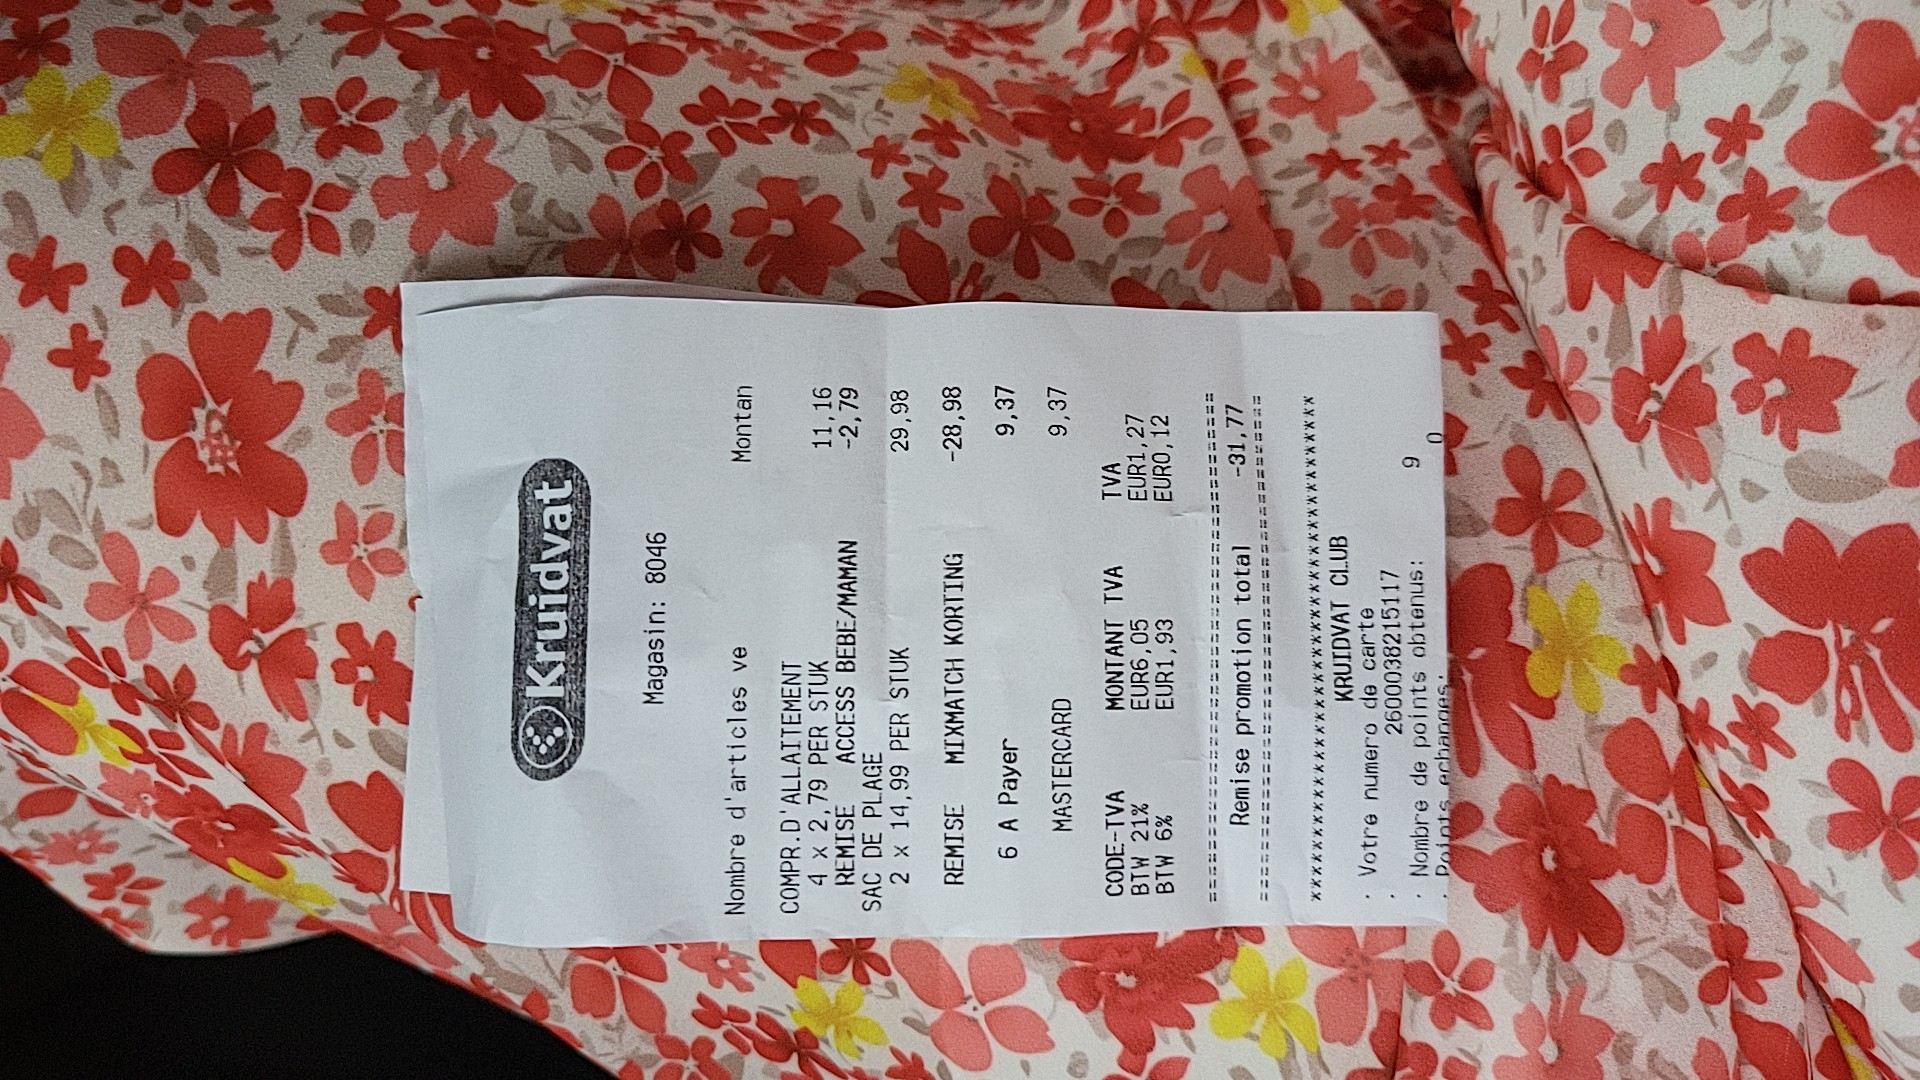 Kruidvat
Magasin: 8046
Nombre d'articles ve Montan
COMPR.D'ALLAITEMENT
4 x 2,79 PER STUK 11,16
REMISE ACCESS BEBE/MAMAN -2,79
SAC DE PLAGE
2 x 14,99 PER STUK 29,98
REMISE MIXMATCH KORTING -28,98
6 A Payer 9,37
MASTERCARD 9,37
CODE-TVA MONTANT TVA TVA
BTW 21% EUR6,05 EUR1,27
BTW 6% EUR1,93 EUR0,12
========================================
Remise promotion total -31,77
========================================
****************************************
KRUIDVAT CLUB
. Votre numero de carte
. 2600038215117
. Nombre de points obtenus: 9
. Points echanges: 0